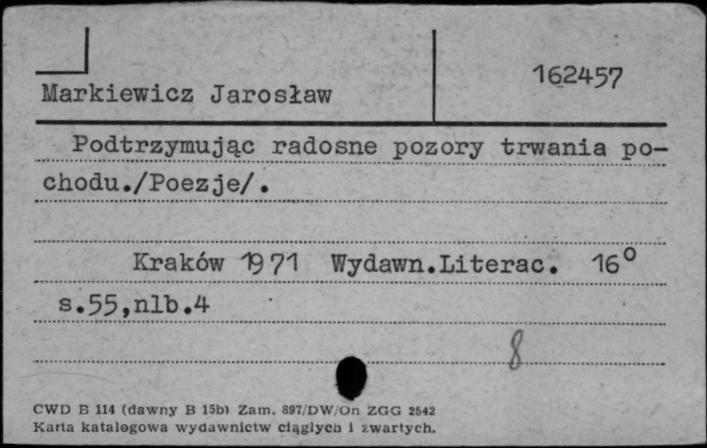 162457
Markiewicz Jarosław
Podtrzymując radosne pozory trwania po-
chodu./Poezje/.
Kraków 1971 Wydawn.Literac. 16°
s.55,nlb.4
8
CWD B 114 (dawny B 15b) Zam. 897/DW/On ZGG 2542
Karta katalogowa wydawnictw ciągłych i zwartych.